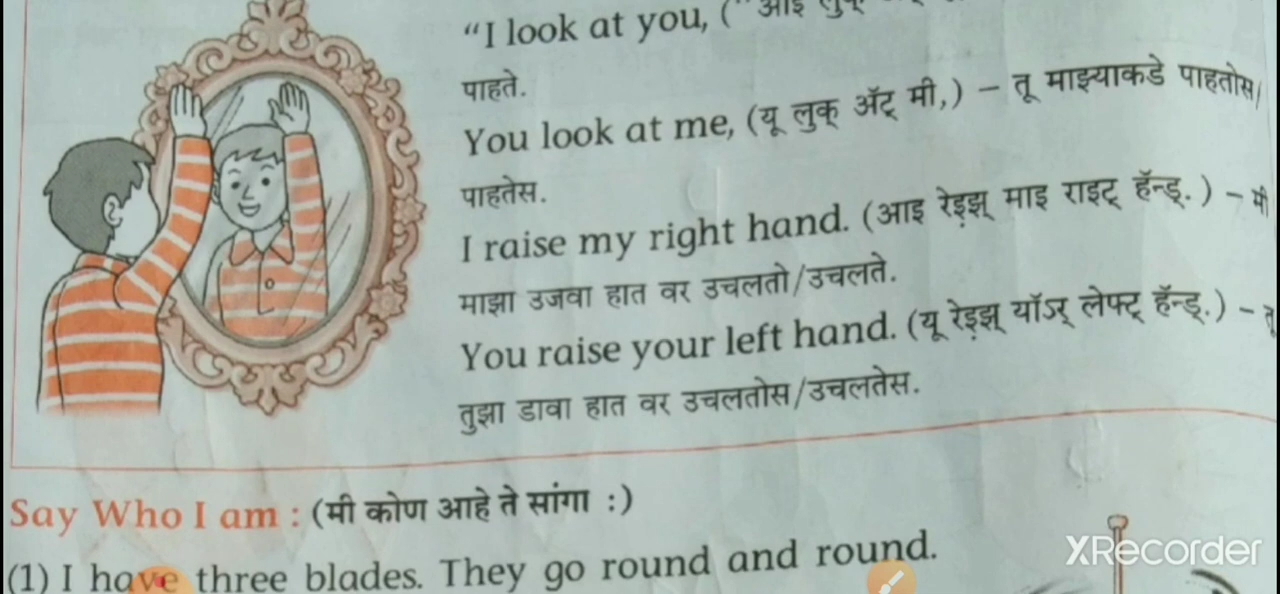 “I look at you, (“आइ लुक्
पाहते.
You look at me, (यू लुक् ॲट् मी,) – तू माझ्याकडे पाहतोस/
पाहतेस.
I raise my right hand. (आइ रेइझ् माइ राइट् हॅन्ड्.) – मी
माझा उजवा हात वर उचलतो/उचलते.
You raise your left hand. (यू रेइझ् यॉऽर् लेफ्ट् हॅन्ड्.) – तू
तुझा डावा हात वर उचलतोस/उचलतेस.
Say Who I am : (मी कोण आहे ते सांगा :)
(1) I have three blades. They go round and round.
XRecorder